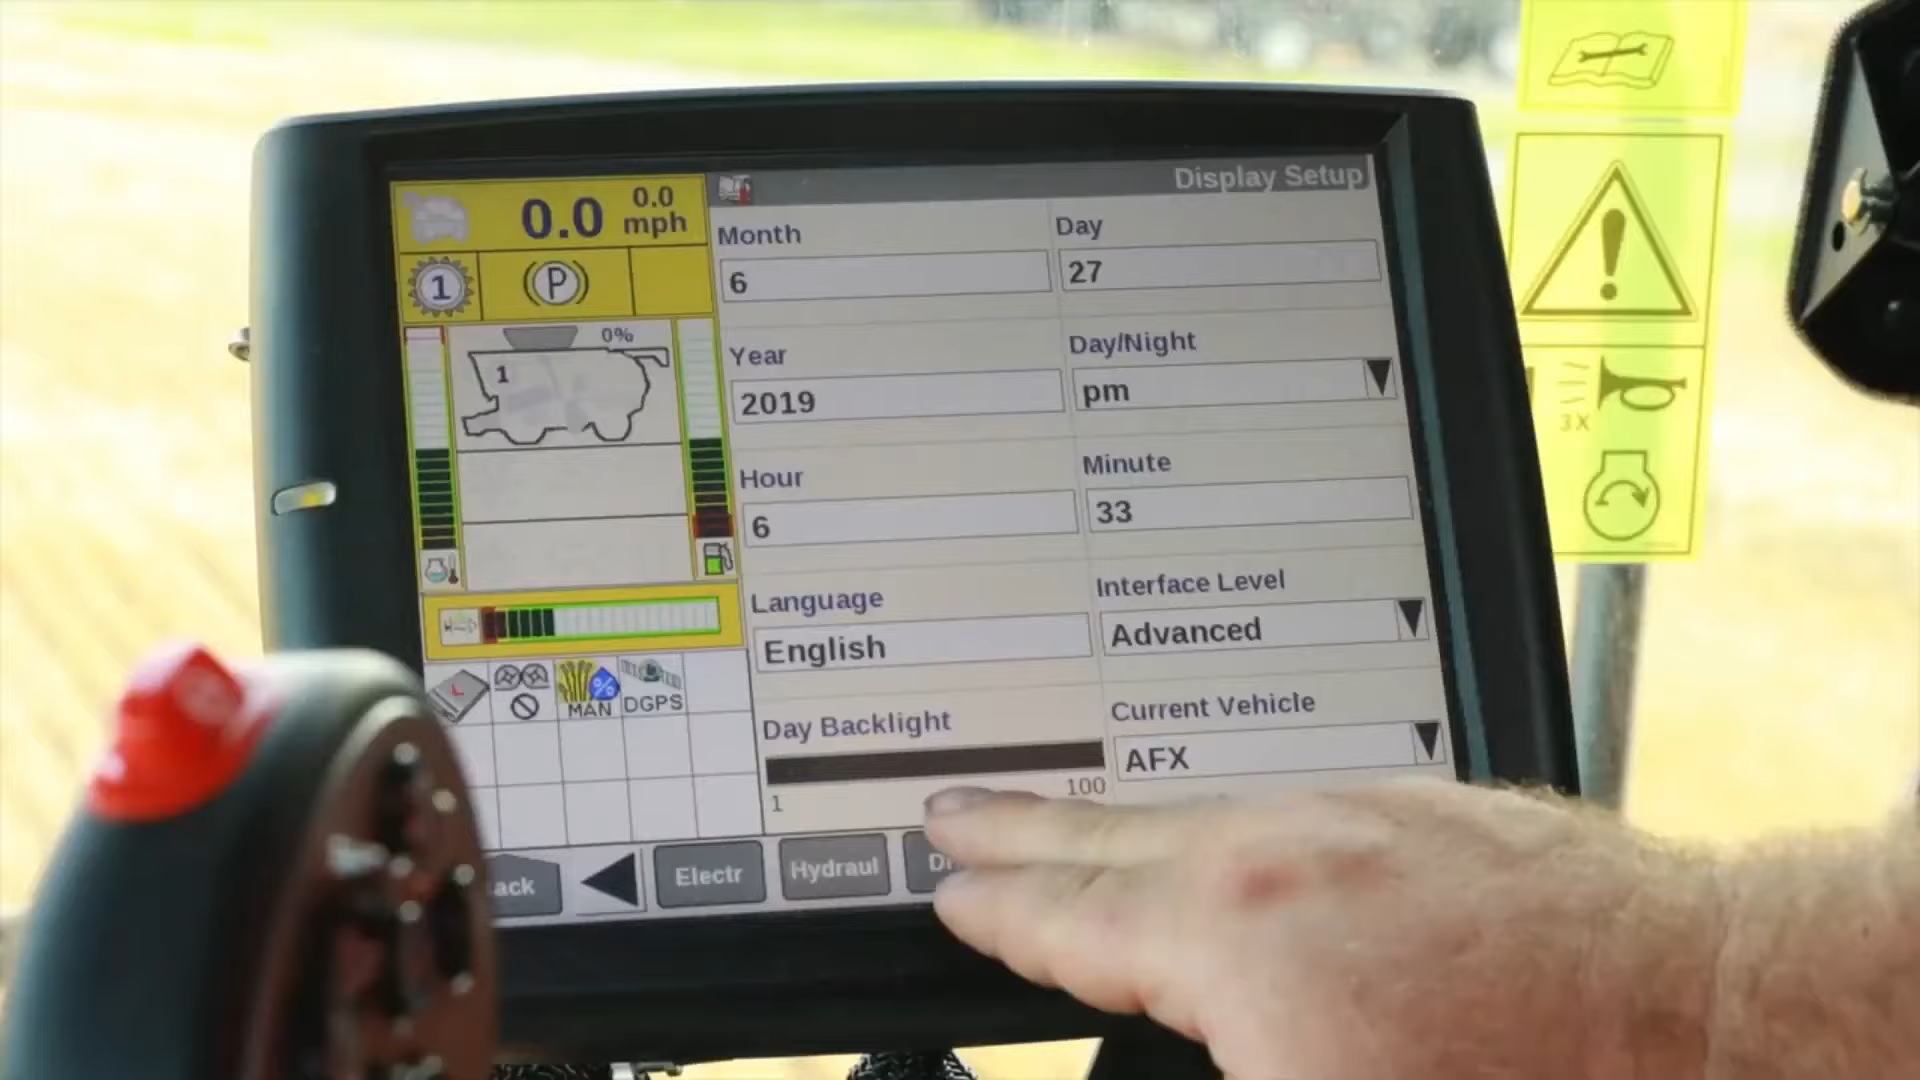 Display Setup
0.0
0.0
mph
1
P
0%
1
MAN
%
DGPS
Month
Day
6
27
Year
Day/Night
2019
pm
Hour
Minute
6
33
Language
Interface Level
English
Advanced
Day Backlight
Current Vehicle
AFX
1
100
ack
Electr
Hydraul
3X